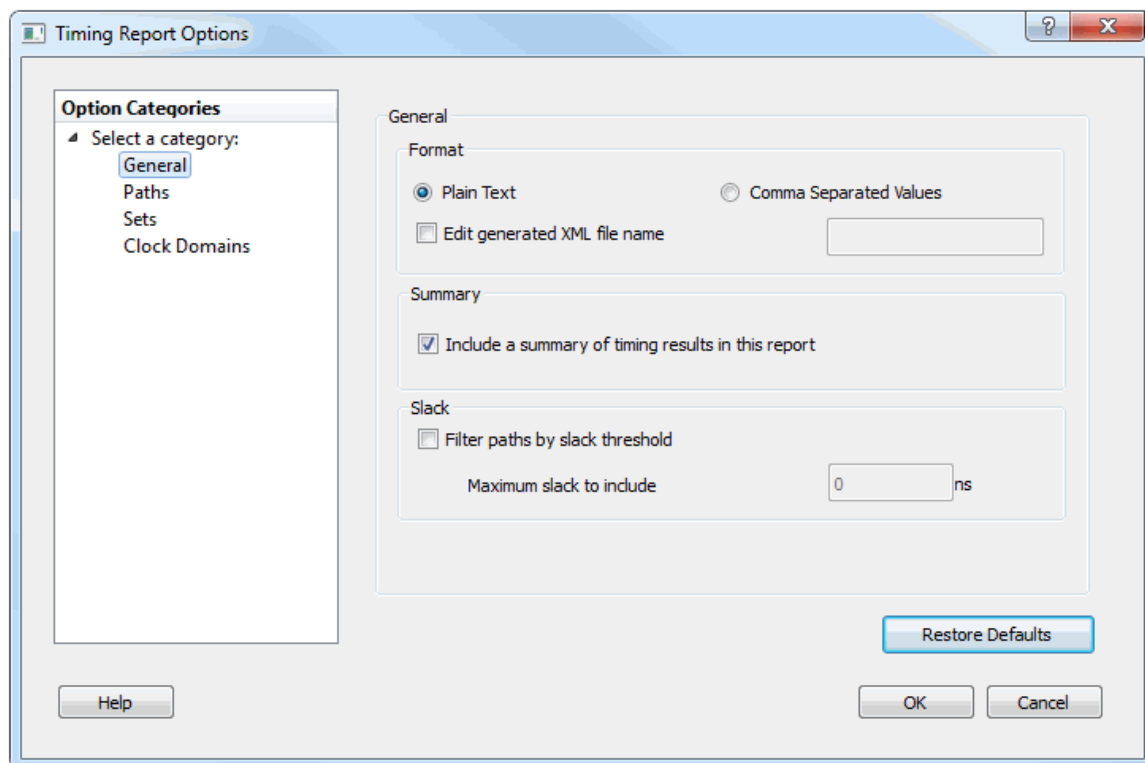 Timing Report Options
Option Categories
Select a category:
General
Paths
Sets
Clock Domains
General
Format
Plain Text
Comma Separated Values
Edit generated XML file name
Summary
Include a summary of timing results in this report
Slack
Filter paths by slack threshold
Maximum slack to include
0
ns
Restore Defaults
Help
OK
Cancel